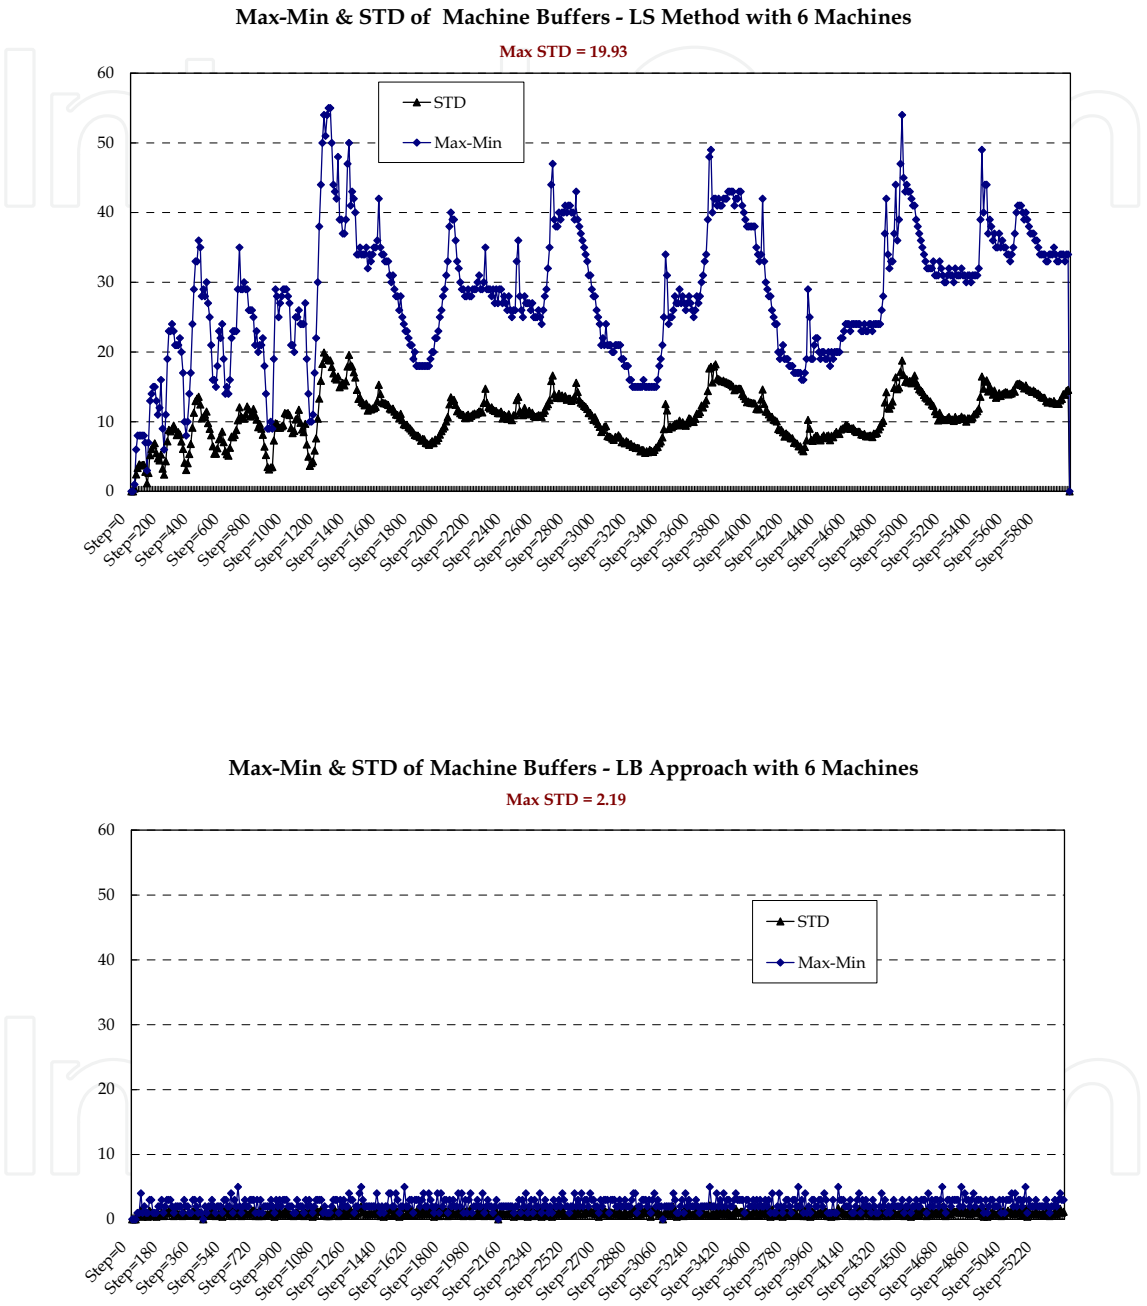 Max-Min & STD of Machine Buffers - LS Method with 6 Machines
Max STD = 19.93
60
50
40
30
20
10
0
STD
Max-Min
Step=0
Step=200
Step=400
Step=600
Step=800
Step=1000
Step=1200
Step=1400
Step=1600
Step=1800
Step=2000
Step=2200
Step=2400
Step=2600
Step=2800
Step=3000
Step=3200
Step=3400
Step=3600
Step=3800
Step=4000
Step=4200
Step=4400
Step=4600
Step=4800
Step=5000
Step=5200
Step=5400
Step=5600
Step=5800
Max-Min & STD of Machine Buffers - LB Approach with 6 Machines
Max STD = 2.19
60
50
40
30
20
10
0
STD
Max-Min
Step=0
Step=180
Step=360
Step=540
Step=720
Step=900
Step=1080
Step=1260
Step=1440
Step=1620
Step=1800
Step=1980
Step=2160
Step=2340
Step=2520
Step=2700
Step=2880
Step=3060
Step=3240
Step=3420
Step=3600
Step=3780
Step=3960
Step=4140
Step=4320
Step=4500
Step=4680
Step=4860
Step=5040
Step=5220